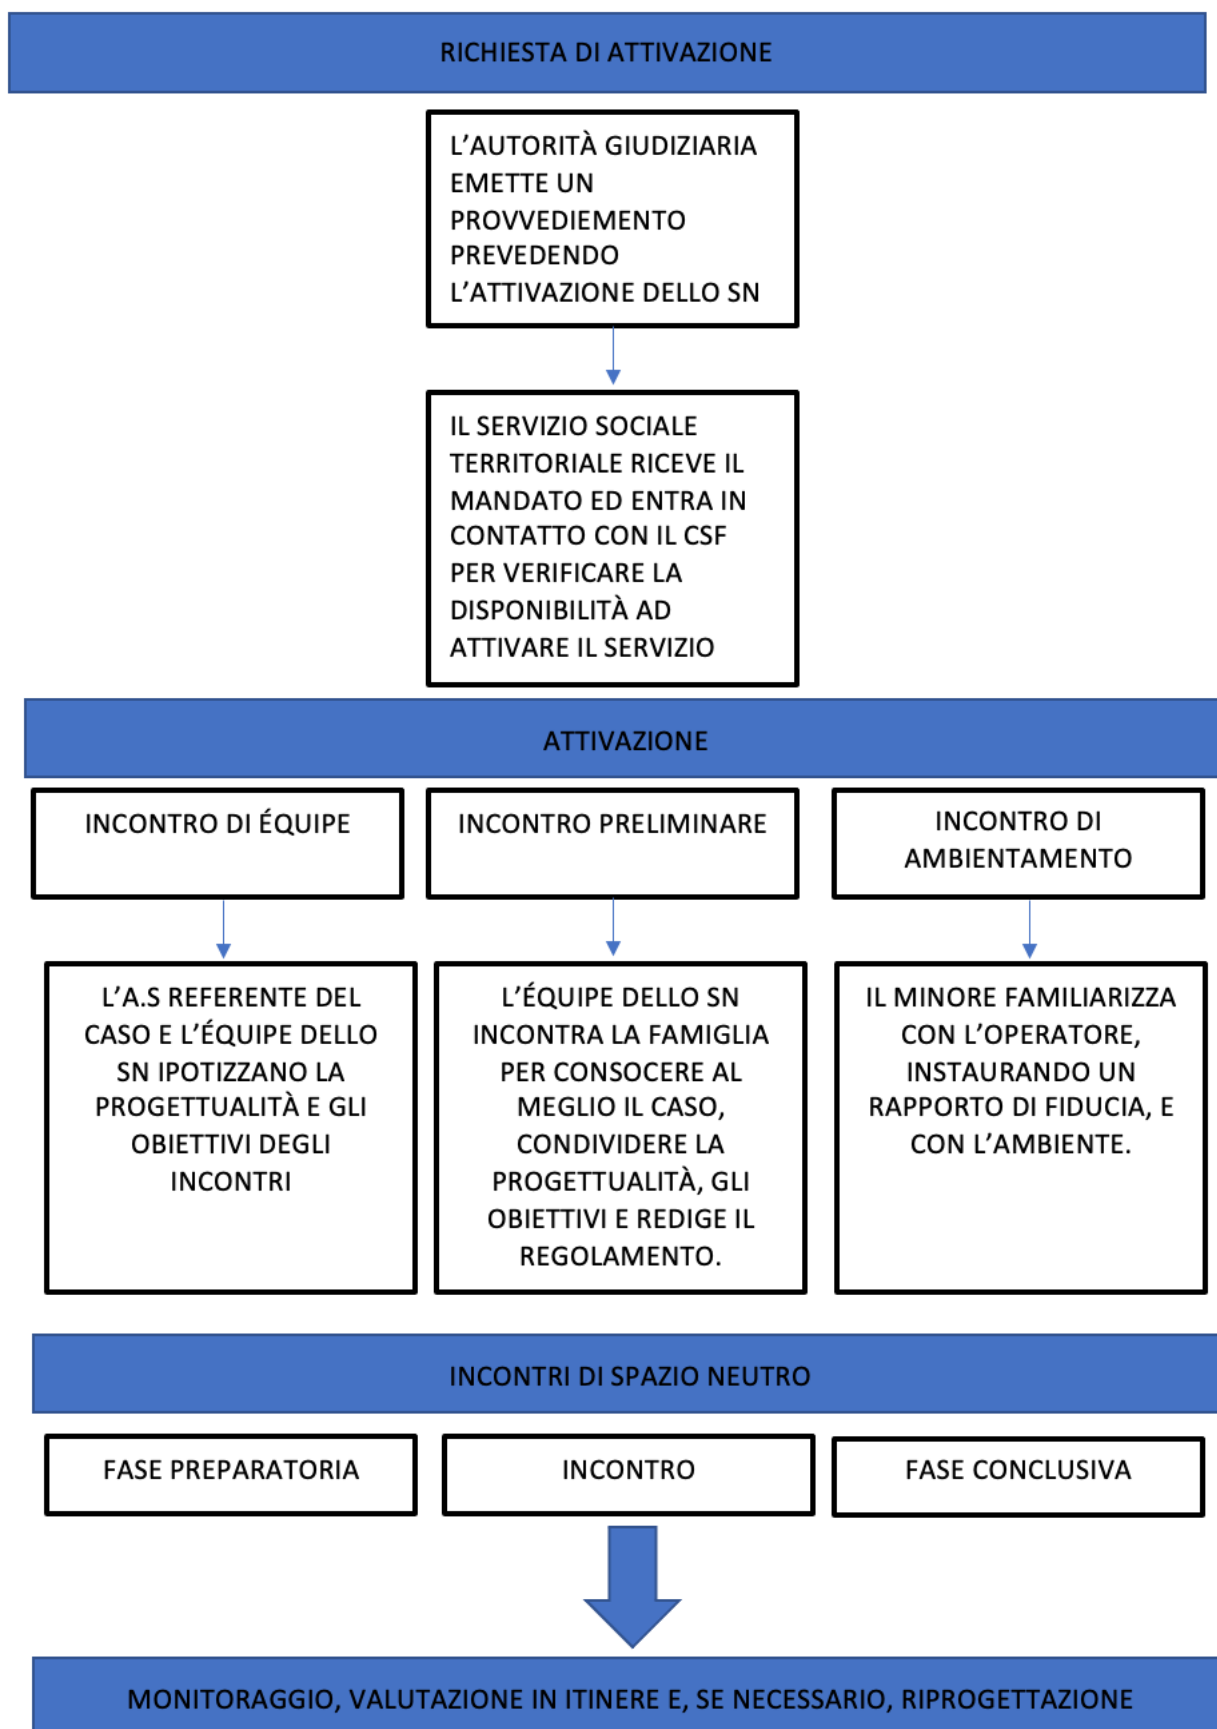 RICHIESTA DI ATTIVAZIONE
L'AUTORITÀ GIUDIZIARIA
EMETTE UN
PROVVEDIEMENTO
PREVEDENDO
L'ATTIVAZIONE DELLO SN
IL SERVIZIO SOCIALE
TERRITORIALE RICEVE IL
MANDATO ED ENTRA IN
CONTATTO CON IL CSF
PER VERIFICARE LA
DISPONIBILITÀ AD
ATTIVARE IL SERVIZIO
ATTIVAZIONE
INCONTRO DI ÉQUIPE
INCONTRO PRELIMINARE
INCONTRO DI
AMBIENTAMENTO
L'A.S REFERENTE DEL
CASO E L'ÉQUIPE DELLO
SN IPOTIZZANO LA
PROGETTUALITÀ E GLI
OBIETTIVI DEGLI
INCONTRI
L'ÉQUIPE DELLO SN
INCONTRA LA FAMIGLIA
PER CONSOCERE AL
MEGLIO IL CASO,
CONDIVIDERE LA
PROGETTUALITÀ, GLI
OBIETTIVI E REDIGE IL
REGOLAMENTO.
IL MINORE FAMILIARIZZA
CON L'OPERATORE,
INSTAURANDO UN
RAPPORTO DI FIDUCIA, E
CON L'AMBIENTE.
INCONTRI DI SPAZIO NEUTRO
FASE PREPARATORIA
INCONTRO
FASE CONCLUSIVA
MONITORAGGIO, VALUTAZIONE IN ITINERE E, SE NECESSARIO, RIPROGETTAZIONE